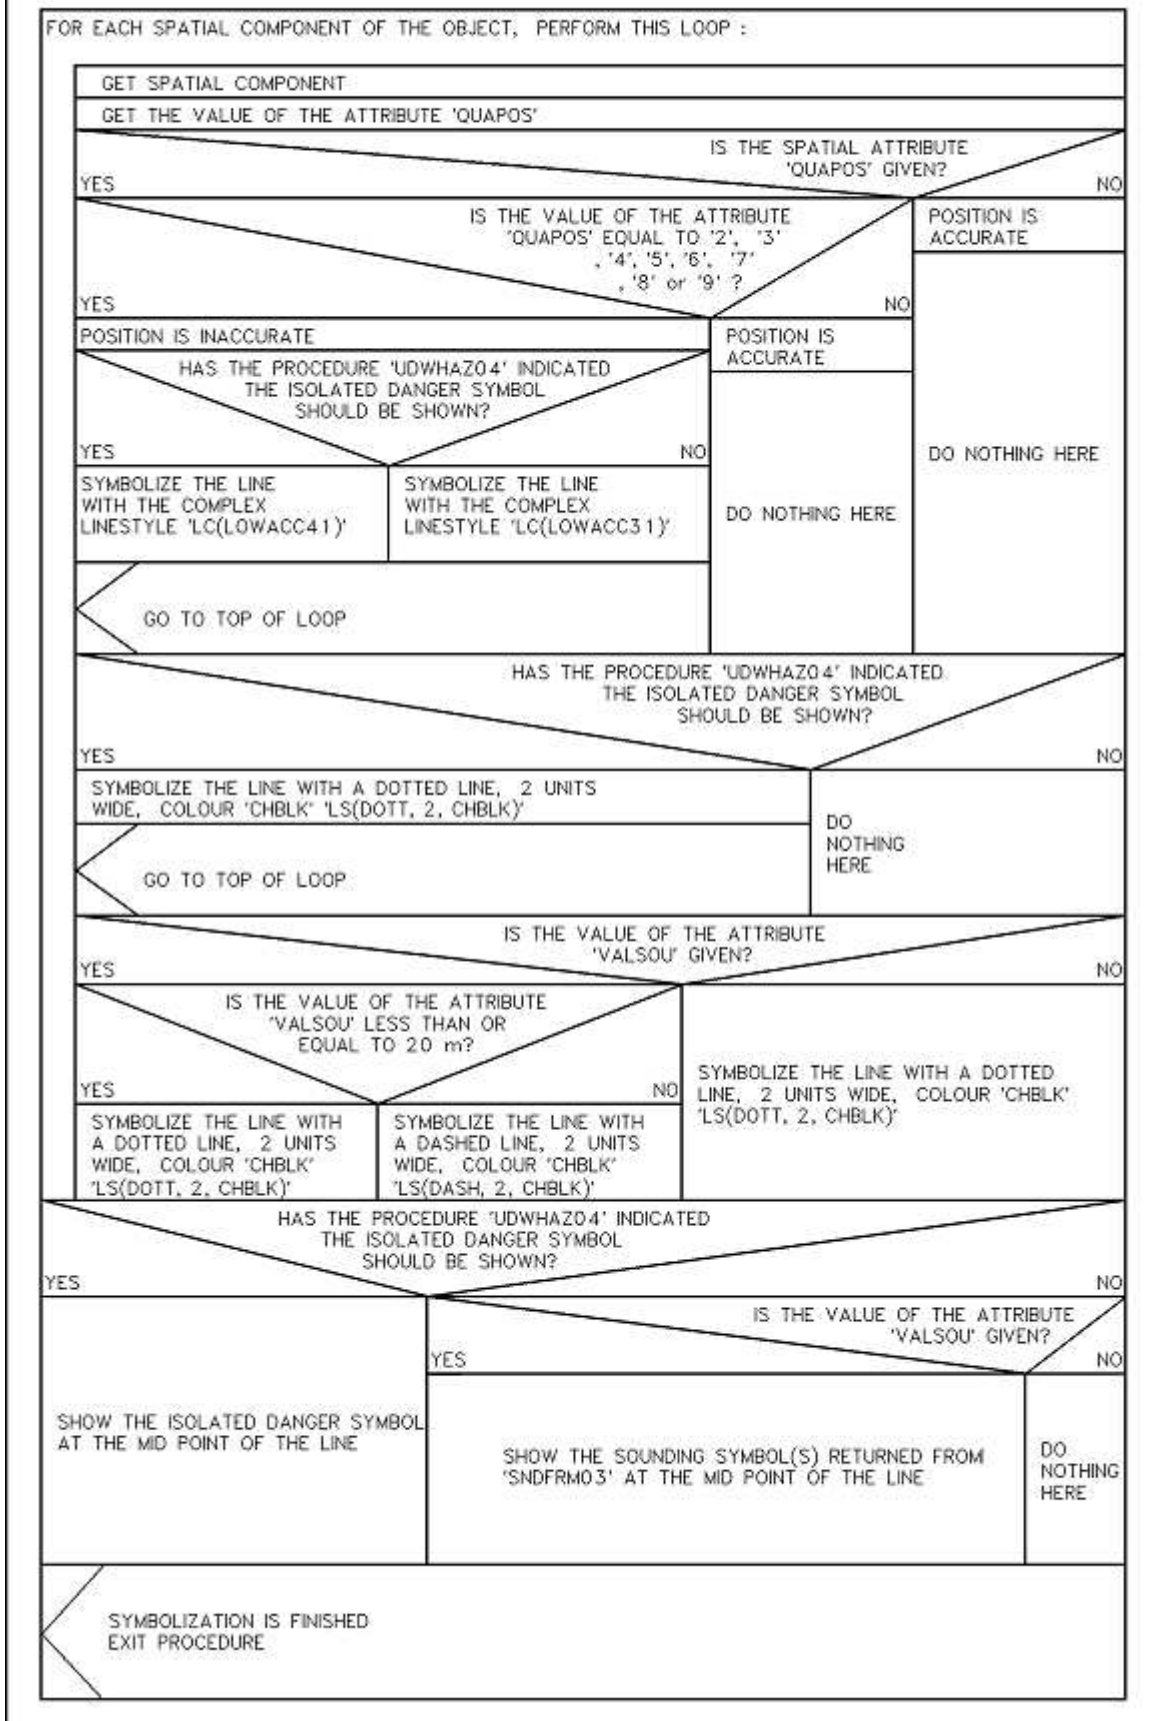 FOR EACH SPATIAL COMPONENT OF THE OBJECT, PERFORM THIS LOOP :
GET SPATIAL COMPONENT
GET THE VALUE OF THE ATTRIBUTE 'QUAPOS'
IS THE SPATIAL ATTRIBUTE
'QUAPOS' GIVEN?
YES
NO
IS THE VALUE OF THE ATTRIBUTE
'QUAPOS' EQUAL TO '2', '3'
, '4', '5', '6', '7'
, '8' or '9' ?
YES
NO
POSITION IS
ACCURATE
POSITION IS INACCURATE
POSITION IS
ACCURATE
HAS THE PROCEDURE 'UDWHAZ04' INDICATED
THE ISOLATED DANGER SYMBOL
SHOULD BE SHOWN?
YES
NO
DO NOTHING HERE
SYMBOLIZE THE LINE
WITH THE COMPLEX
LINESTYLE 'LC(LOWACC41)'
SYMBOLIZE THE LINE
WITH THE COMPLEX
LINESTYLE 'LC(LOWACC31)'
DO NOTHING HERE
GO TO TOP OF LOOP
HAS THE PROCEDURE 'UDWHAZ04' INDICATED
THE ISOLATED DANGER SYMBOL
SHOULD BE SHOWN?
YES
NO
SYMBOLIZE THE LINE WITH A DOTTED LINE, 2 UNITS
WIDE, COLOUR 'CHBLK' 'LS(DOTT, 2, CHBLK)'
DO
NOTHING
HERE
GO TO TOP OF LOOP
IS THE VALUE OF THE ATTRIBUTE
'VALSOU' GIVEN?
YES
NO
IS THE VALUE OF THE ATTRIBUTE
'VALSOU' LESS THAN OR
EQUAL TO 20 m?
YES
NO
SYMBOLIZE THE LINE WITH A DOTTED
LINE, 2 UNITS WIDE, COLOUR 'CHBLK'
'LS(DOTT, 2, CHBLK)'
SYMBOLIZE THE LINE WITH
A DOTTED LINE, 2 UNITS
WIDE, COLOUR 'CHBLK'
'LS(DOTT, 2, CHBLK)'
SYMBOLIZE THE LINE WITH
A DASHED LINE, 2 UNITS
WIDE, COLOUR 'CHBLK'
'LS(DASH, 2, CHBLK)'
HAS THE PROCEDURE 'UDWHAZ04' INDICATED
THE ISOLATED DANGER SYMBOL
SHOULD BE SHOWN?
YES
NO
IS THE VALUE OF THE ATTRIBUTE
'VALSOU' GIVEN?
YES
NO
SHOW THE ISOLATED DANGER SYMBOL
AT THE MID POINT OF THE LINE
SHOW THE SOUNDING SYMBOL(S) RETURNED FROM
'SNDFRM03' AT THE MID POINT OF THE LINE
DO
NOTHING
HERE
SYMBOLIZATION IS FINISHED
EXIT PROCEDURE